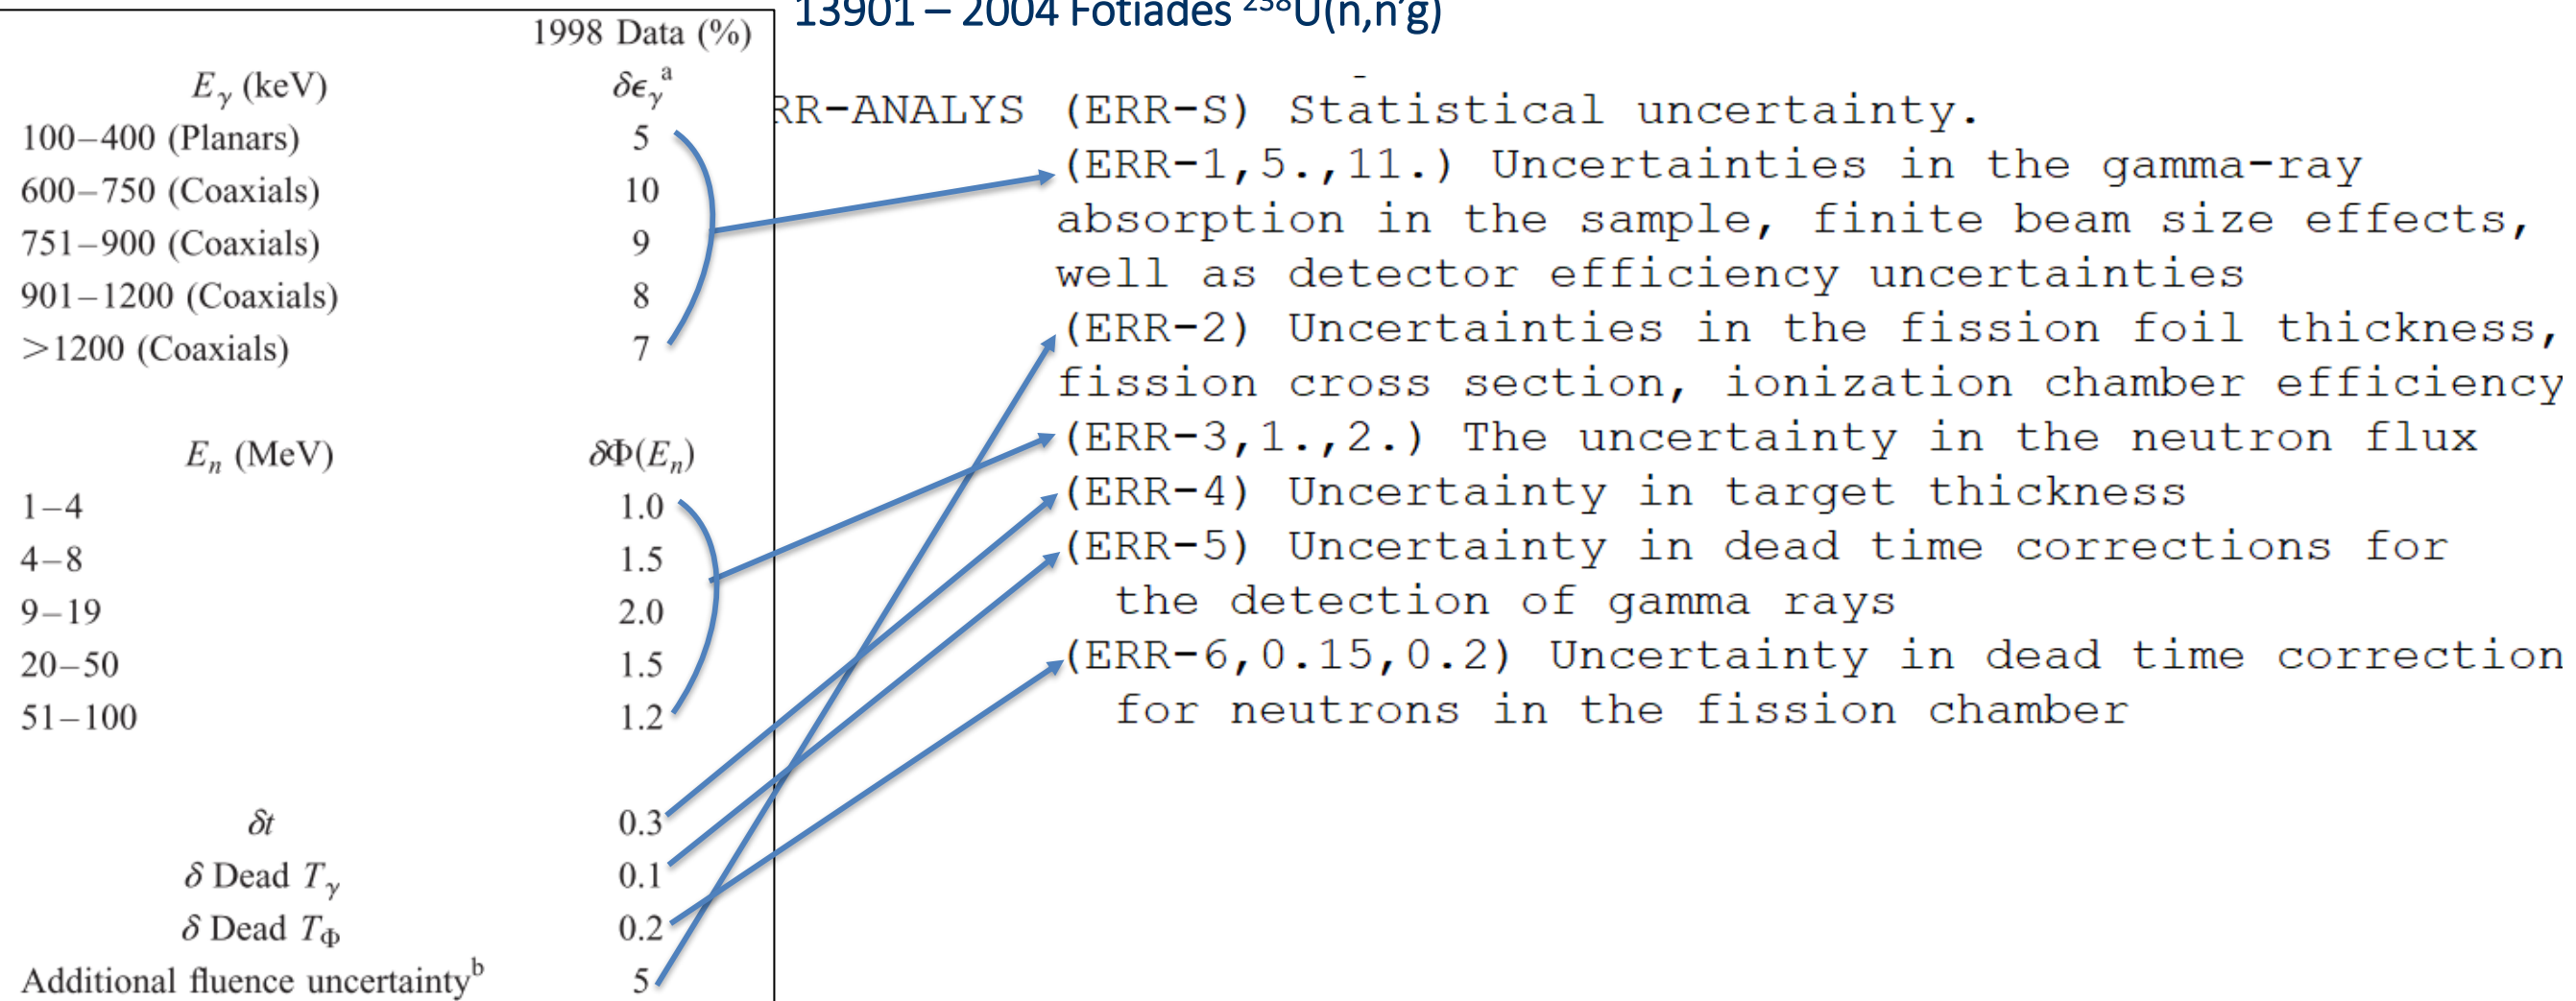 13901 – 2004 Fotiades ²³⁸U(n,n’g)
1998 Data (%)
Eγ (keV) δϵγᵃ
100–400 (Planars) 5
600–750 (Coaxials) 10
751–900 (Coaxials) 9
901–1200 (Coaxials) 8
>1200 (Coaxials) 7
Eₙ (MeV) δΦ(Eₙ)
1–4 1.0
4–8 1.5
9–19 2.0
20–50 1.5
51–100 1.2
δt 0.3
δ Dead Tγ 0.1
δ Dead TΦ 0.2
Additional fluence uncertaintyᵇ 5
RR-ANALYS (ERR-S) Statistical uncertainty.
(ERR-1,5.,11.) Uncertainties in the gamma-ray
absorption in the sample, finite beam size effects,
well as detector efficiency uncertainties
(ERR-2) Uncertainties in the fission foil thickness,
fission cross section, ionization chamber efficiency
(ERR-3,1.,2.) The uncertainty in the neutron flux
(ERR-4) Uncertainty in target thickness
(ERR-5) Uncertainty in dead time corrections for
the detection of gamma rays
(ERR-6,0.15,0.2) Uncertainty in dead time correction
for neutrons in the fission chamber